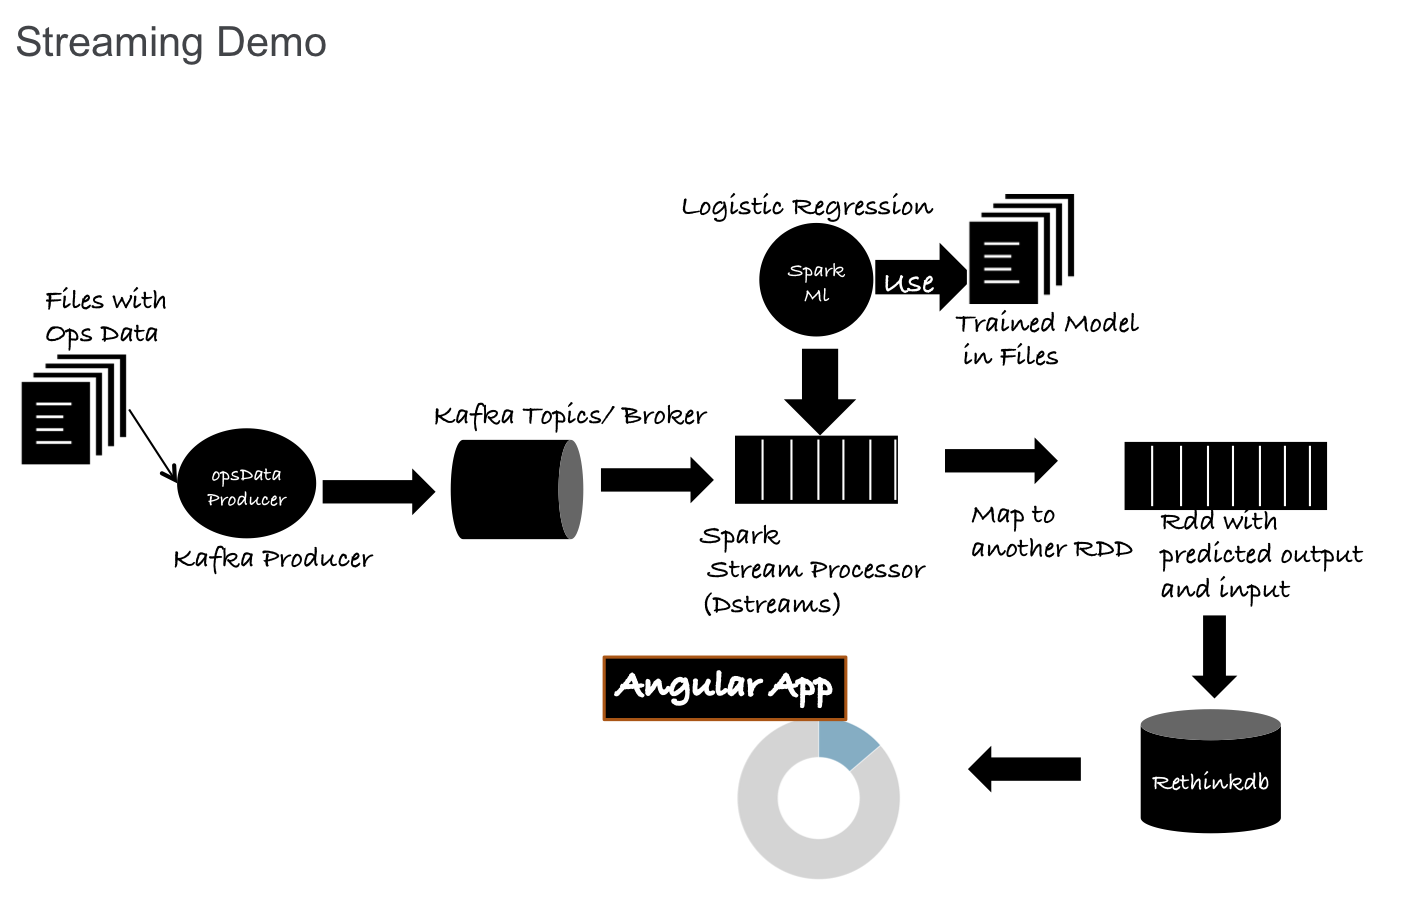 Streaming Demo
Logistic Regression
Spark
Ml
Use
Trained Model
in Files
Files with
Ops Data
opsData
Producer
Kafka Producer
Kafka Topics/ Broker
Spark
Stream Processor
(Dstreams)
Map to
another RDD
Rdd with
predicted output
and input
Angular App
Rethinkdb